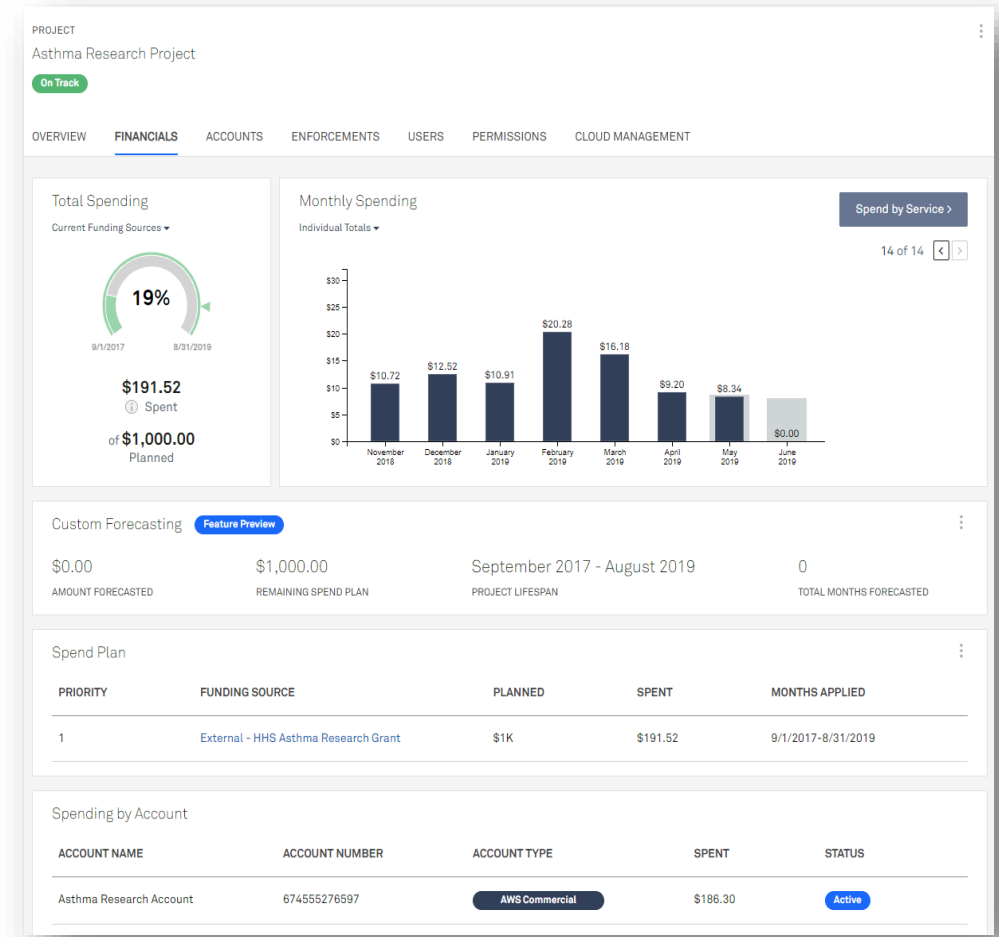 PROJECT
Asthma Research Project
On Track
OVERVIEW FINANCIALS ACCOUNTS ENFORCEMENTS USERS PERMISSIONS CLOUD MANAGEMENT
Total Spending
Current Funding Sources
19%
9/1/2017 8/31/2019
$191.52
Spent
of $1,000.00
Planned
Monthly Spending
Individual Totals
Spend by Service >
14 of 14 < >
$30
$25
$20
$15
$10
$5
$0
$10.72 $12.52 $10.91 $20.28 $16.18 $9.20 $8.34 $0.00
November December January February March April May June
2018 2018 2019 2019 2019 2019 2019 2019
Custom Forecasting Feature Preview
$0.00 $1,000.00 September 2017 - August 2019 0
AMOUNT FORECASTED REMAINING SPEND PLAN PROJECT LIFESPAN TOTAL MONTHS FORECASTED
Spend Plan
PRIORITY FUNDING SOURCE PLANNED SPENT MONTHS APPLIED
1 External - HHS Asthma Research Grant $1K $191.52 9/1/2017-8/31/2019
Spending by Account
ACCOUNT NAME ACCOUNT NUMBER ACCOUNT TYPE SPENT STATUS
Asthma Research Account 674555276597 AWS Commercial $186.30 Active